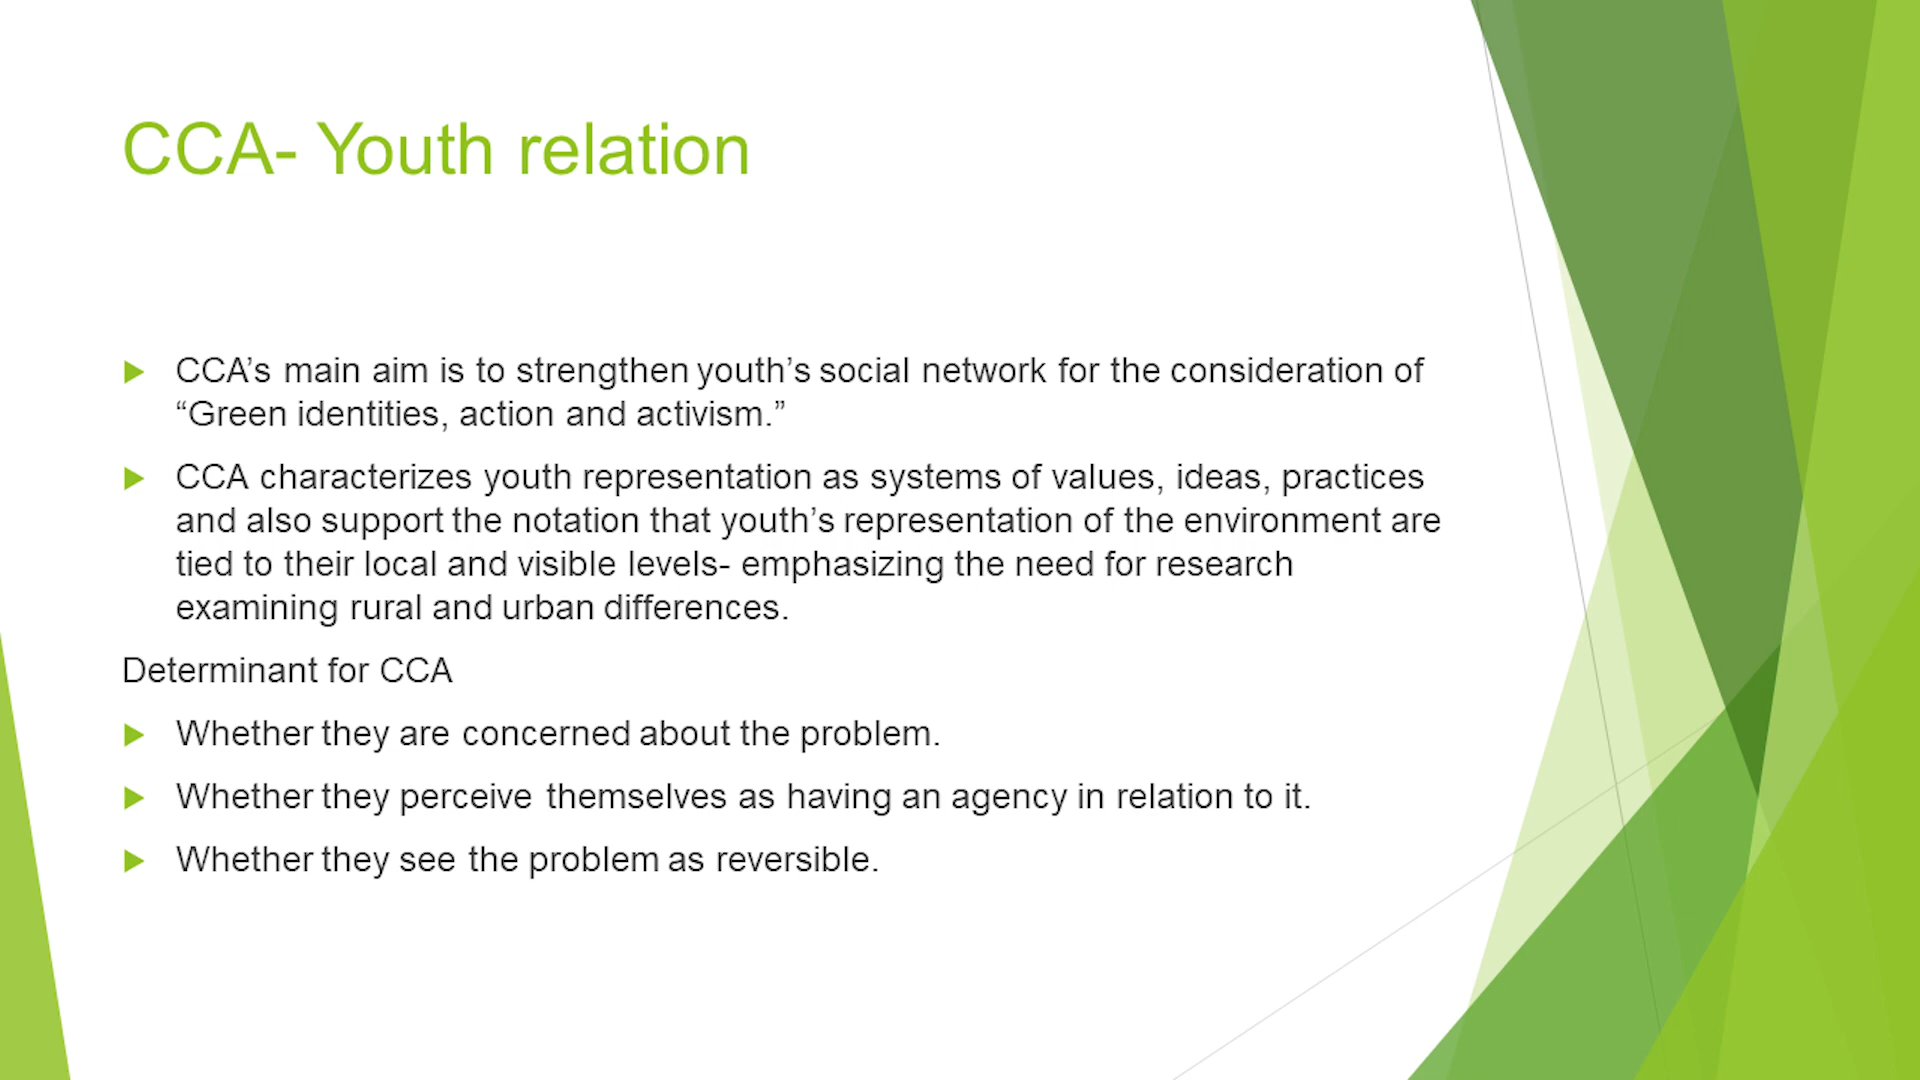 CCA- Youth relation
CCA’s main aim is to strengthen youth’s social network for the consideration of
“Green identities, action and activism.”
CCA characterizes youth representation as systems of values, ideas, practices
and also support the notation that youth’s representation of the environment are
tied to their local and visible levels- emphasizing the need for research
examining rural and urban differences.
Determinant for CCA
Whether they are concerned about the problem.
Whether they perceive themselves as having an agency in relation to it.
Whether they see the problem as reversible.